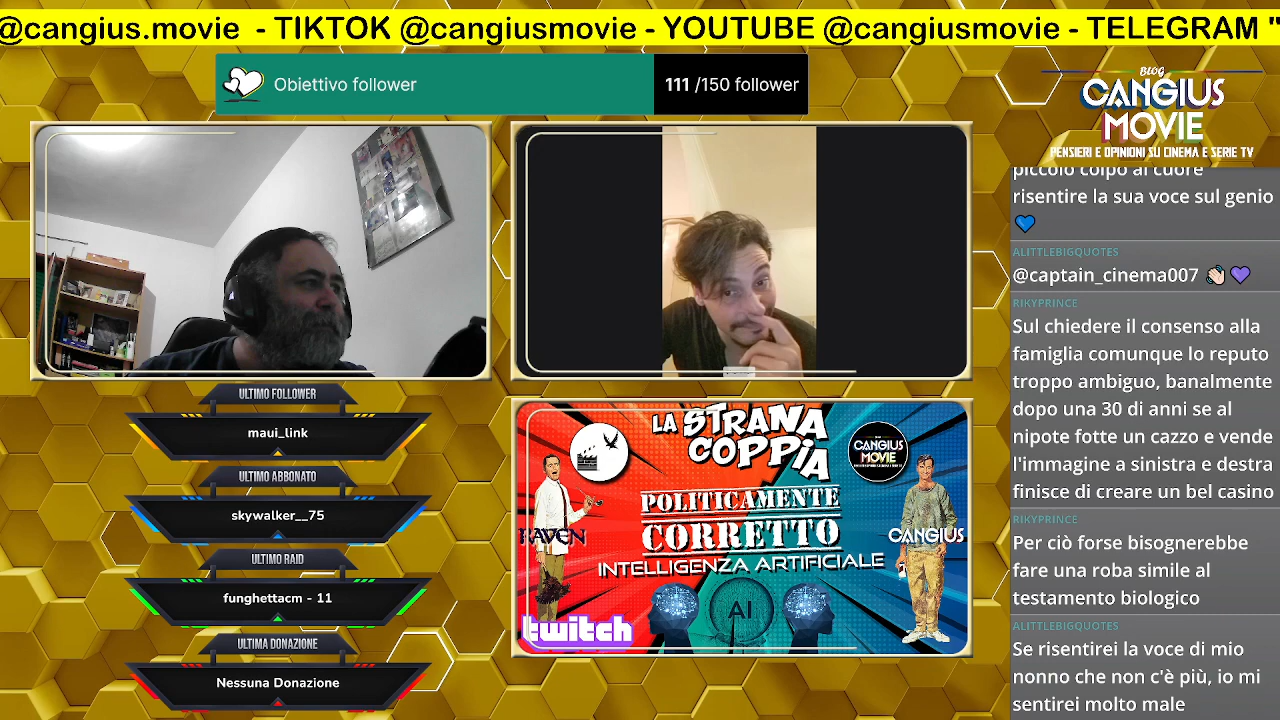 @cangius.movie - TIKTOK @cangiusmovie - YOUTUBE @cangiusmovie - TELEGRAM "
Obiettivo follower
111 /150 follower
BLOG
CANGIUS
MOVIE
PENSIERI E OPINIONI SU CINEMA E SERIE TV
piccolo colpo al cuore
risentire la sua voce sul genio
💙
ALITTLEBIGQUOTES
@captain_cinema007 👏🏻 💜
RIKYPRINCE
Sul chiedere il consenso alla
famiglia comunque lo reputo
troppo ambiguo, banalmente
dopo una 30 di anni se al
nipote fotte un cazzo e vende
l'immagine a sinistra e destra
finisce di creare un bel casino
RIKYPRINCE
Per ciò forse bisognerebbe
fare una roba simile al
testamento biologico
ALITTLEBIGQUOTES
Se risentirei la voce di mio
nonno che non c'è più, io mi
sentirei molto male
ULTIMO FOLLOWER
maui_link
ULTIMO ABBONATO
skywalker__75
ULTIMO RAID
funghettacm - 11
ULTIMA DONAZIONE
Nessuna Donazione
LA STRANA
COPPIA
CANGIUS
MOVIE
POLITICAMENTE
CORRETTO
INTELLIGENZA ARTIFICIALE
RAVEN
CANGIUS
AI
twitch